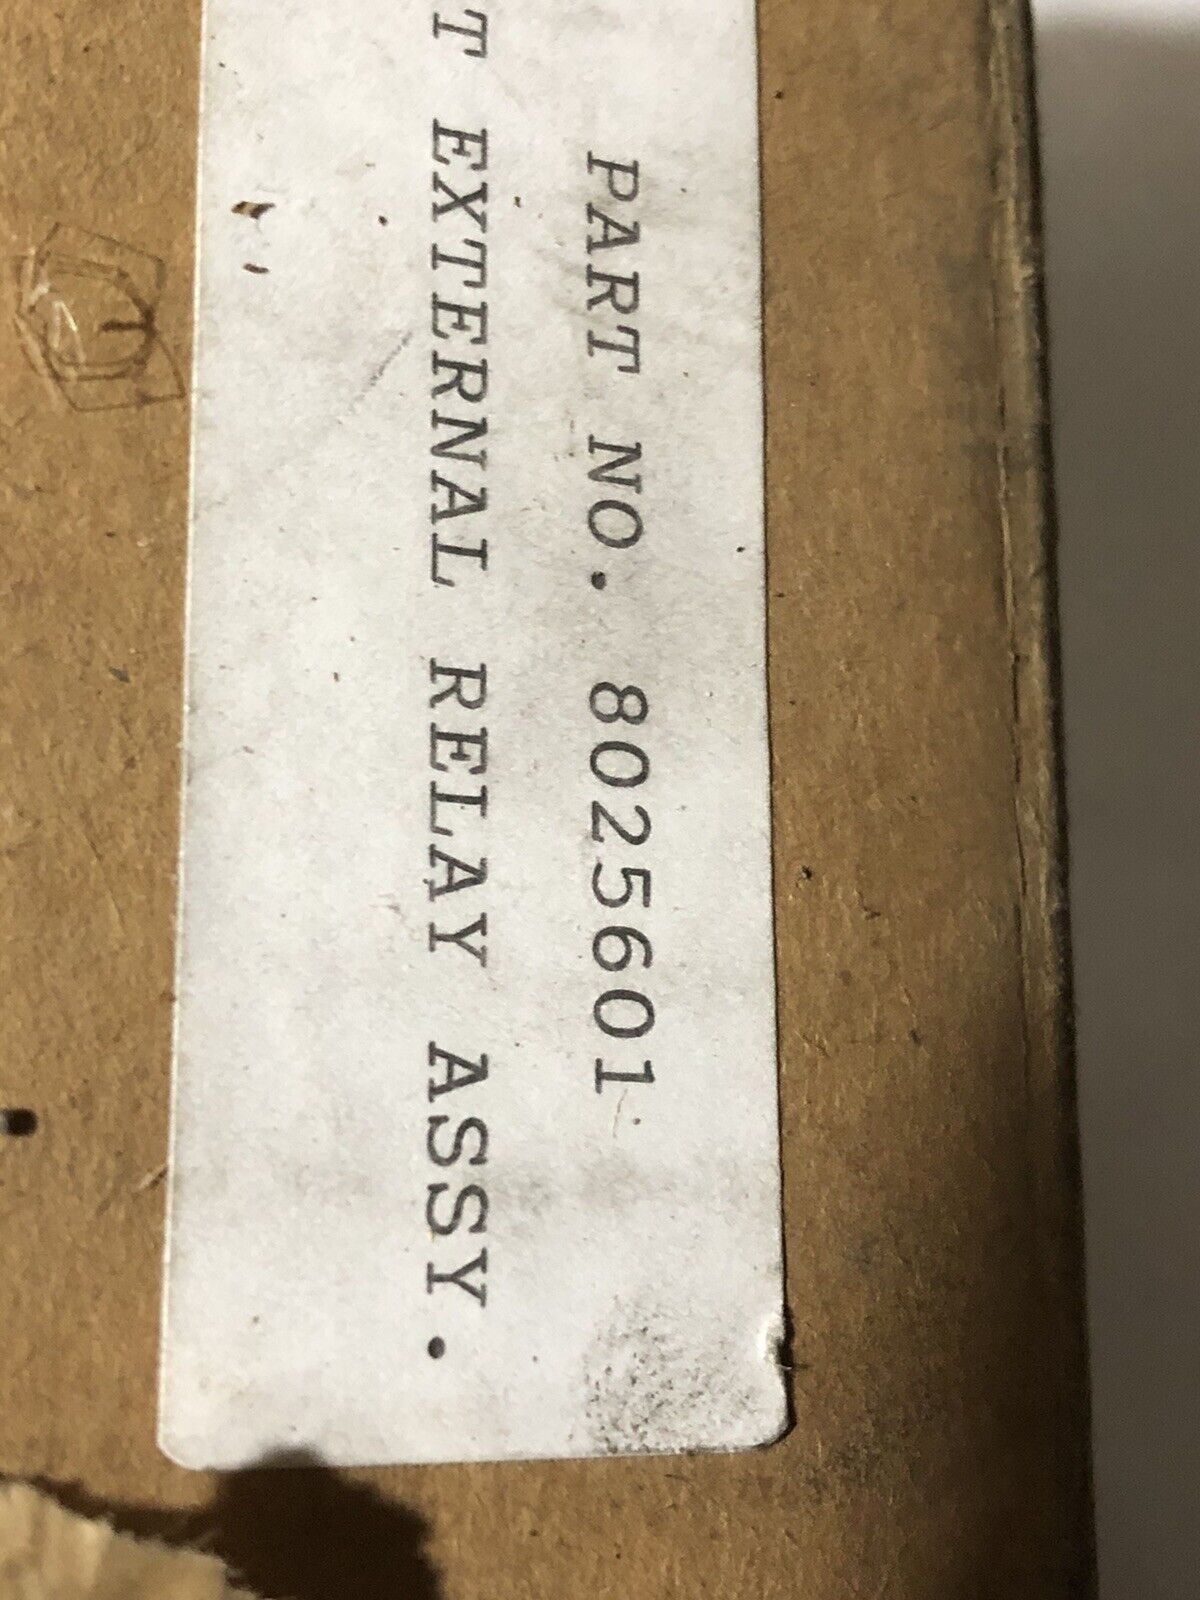 PART NO. 8025601
T EXTERNAL RELAY ASSY.